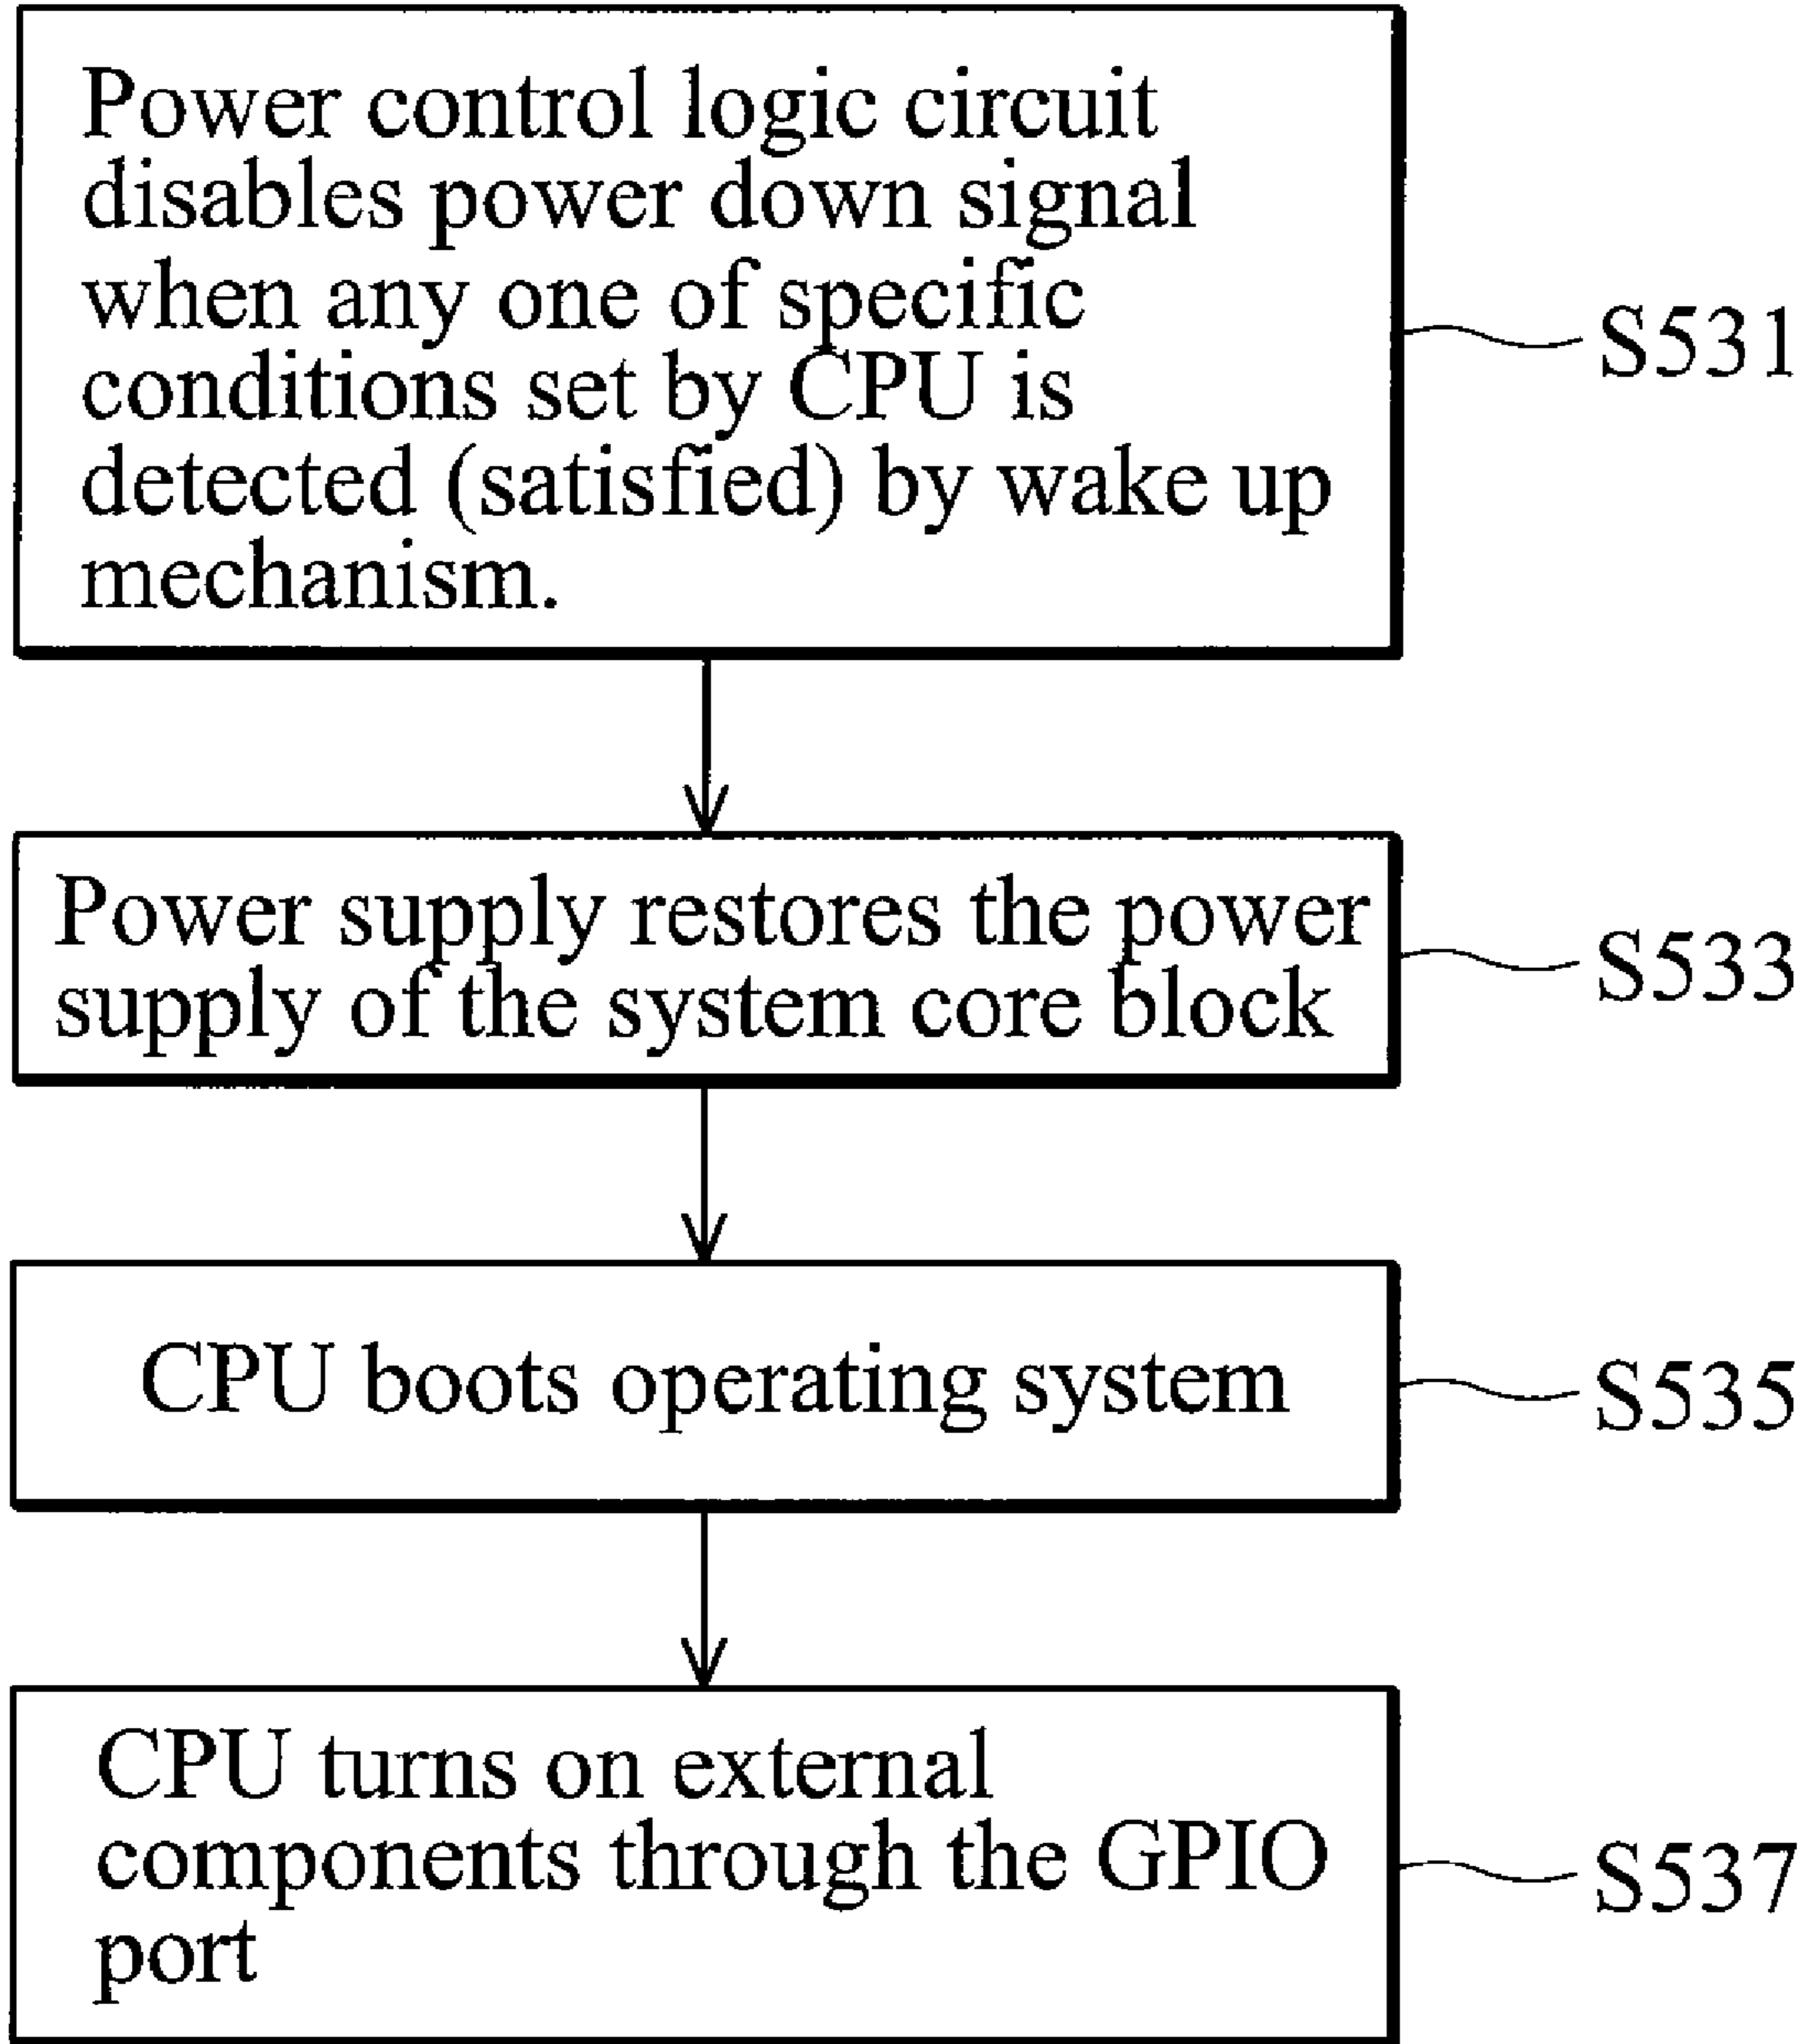 Power control logic circuit
disables power down signal
when any one of specific
conditions set by CPU is
detected (satisfied) by wake up
mechanism.
S531
Power supply restores the power
supply of the system core block
S533
CPU boots operating system
S535
CPU turns on external
components through the GPIO
port
S537